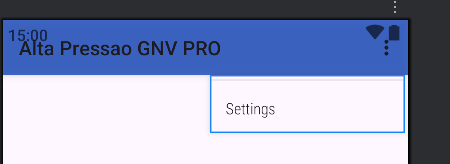 15:00
Alta Pressao GNV PRO
Settings